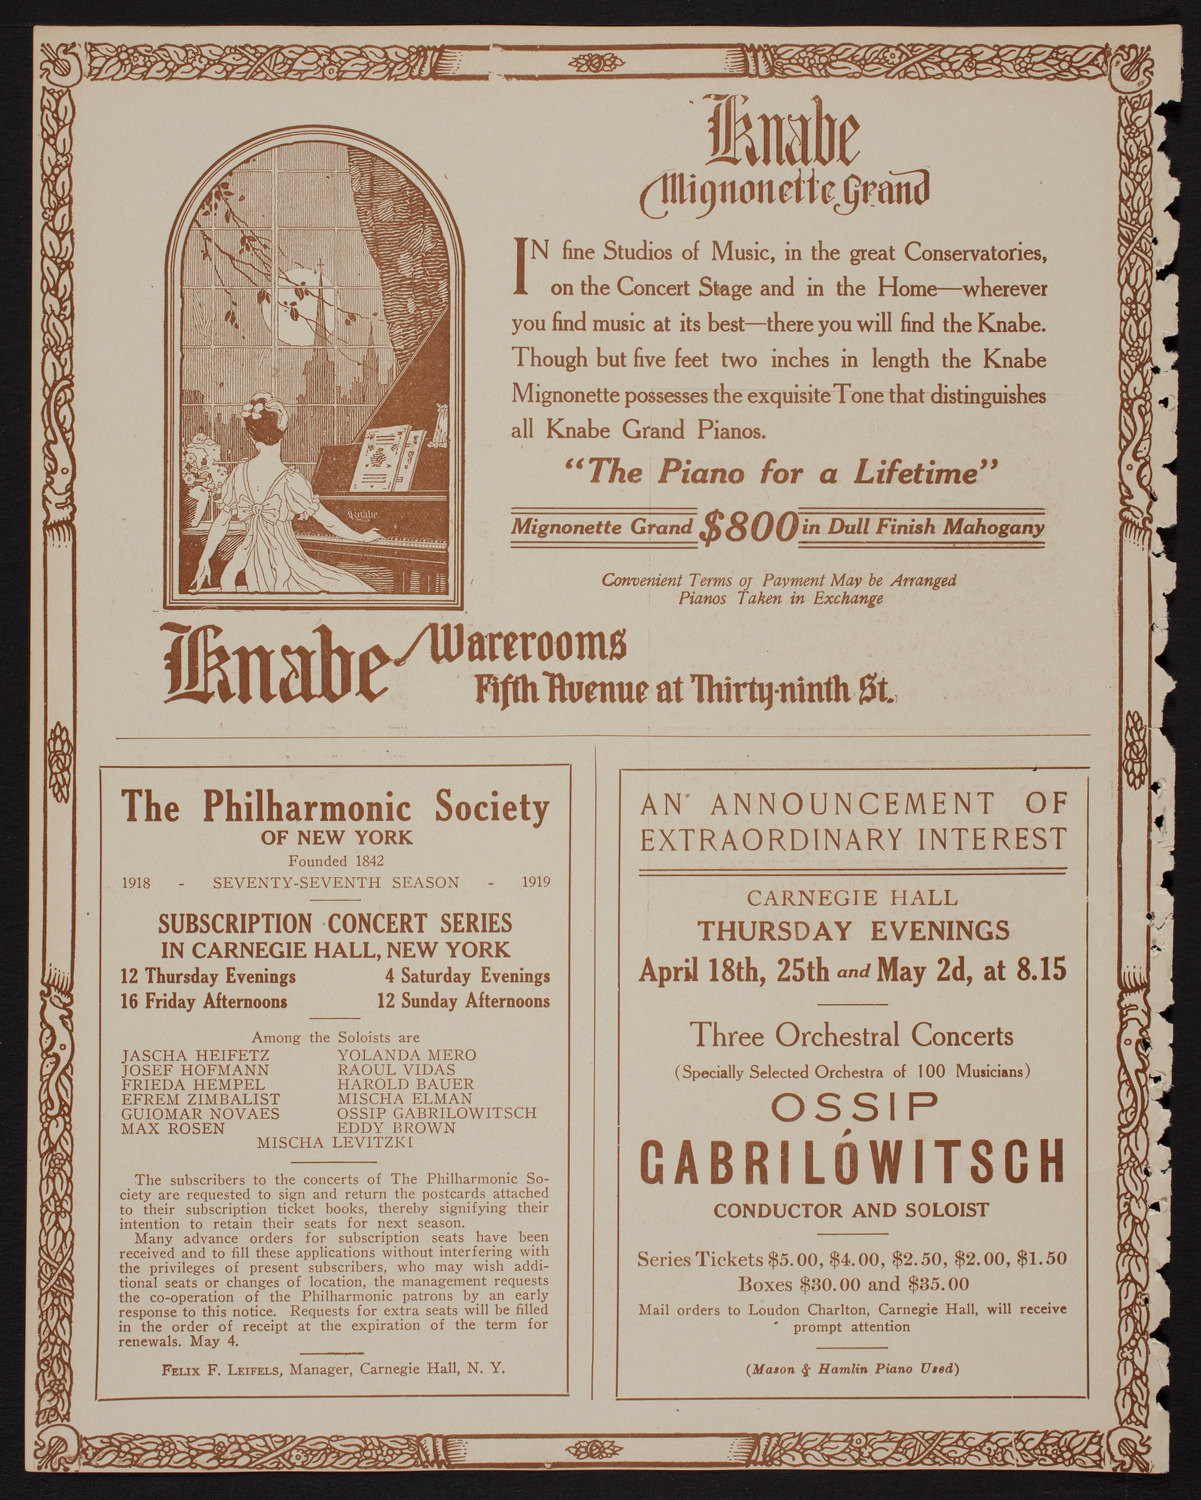 Knabe
Mignonette Grand
IN fine Studios of Music, in the great Conservatories,
on the Concert Stage and in the Home—wherever
you find music at its best—there you will find the Knabe.
Though but five feet two inches in length the Knabe
Mignonette possesses the exquisite Tone that distinguishes
all Knabe Grand Pianos.
“The Piano for a Lifetime”
Mignonette Grand $800 in Dull Finish Mahogany
Convenient Terms of Payment May be Arranged
Pianos Taken in Exchange
Knabe
Knabe Warerooms
Fifth Avenue at Thirty-ninth St.
The Philharmonic Society
OF NEW YORK
Founded 1842
1918 - SEVENTY-SEVENTH SEASON - 1919
SUBSCRIPTION CONCERT SERIES
IN CARNEGIE HALL, NEW YORK
12 Thursday Evenings 4 Saturday Evenings
16 Friday Afternoons 12 Sunday Afternoons
Among the Soloists are
JASCHA HEIFETZ YOLANDA MERO
JOSEF HOFMANN RAOUL VIDAS
FRIEDA HEMPEL HAROLD BAUER
EFREM ZIMBALIST MISCHA ELMAN
GUIOMAR NOVAES OSSIP GABRILOWITSCH
MAX ROSEN EDDY BROWN
MISCHA LEVITZKI
The subscribers to the concerts of The Philharmonic So-
ciety are requested to sign and return the postcards attached
to their subscription ticket books, thereby signifying their
intention to retain their seats for next season.
Many advance orders for subscription seats have been
received and to fill these applications without interfering with
the privileges of present subscribers, who may wish addi-
tional seats or changes of location, the management requests
the co-operation of the Philharmonic patrons by an early
response to this notice. Requests for extra seats will be filled
in the order of receipt at the expiration of the term for
renewals. May 4.
FELIX F. LEIFELS, Manager, Carnegie Hall, N. Y.
AN ANNOUNCEMENT OF
EXTRAORDINARY INTEREST
CARNEGIE HALL
THURSDAY EVENINGS
April 18th, 25th and May 2d, at 8.15
Three Orchestral Concerts
(Specially Selected Orchestra of 100 Musicians)
OSSIP
GABRILÓWITSCH
CONDUCTOR AND SOLOIST
Series Tickets $5.00, $4.00, $2.50, $2.00, $1.50
Boxes $30.00 and $35.00
Mail orders to Loudon Charlton, Carnegie Hall, will receive
prompt attention
(Mason & Hamlin Piano Used)